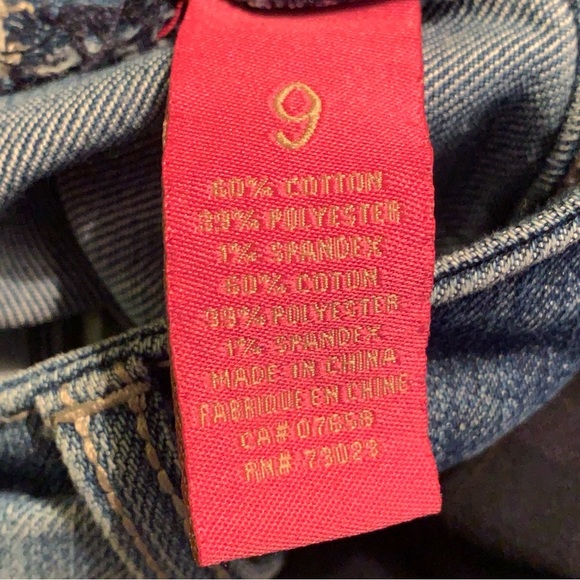 9
60% COTTON
39% POLYESTER
1% SPANDEX
60% COTON
39% POLYESTER
1% SPANDEX
MADE IN CHINA
FABRIQUE EN CHINE
CA# 07658
RN# 73023